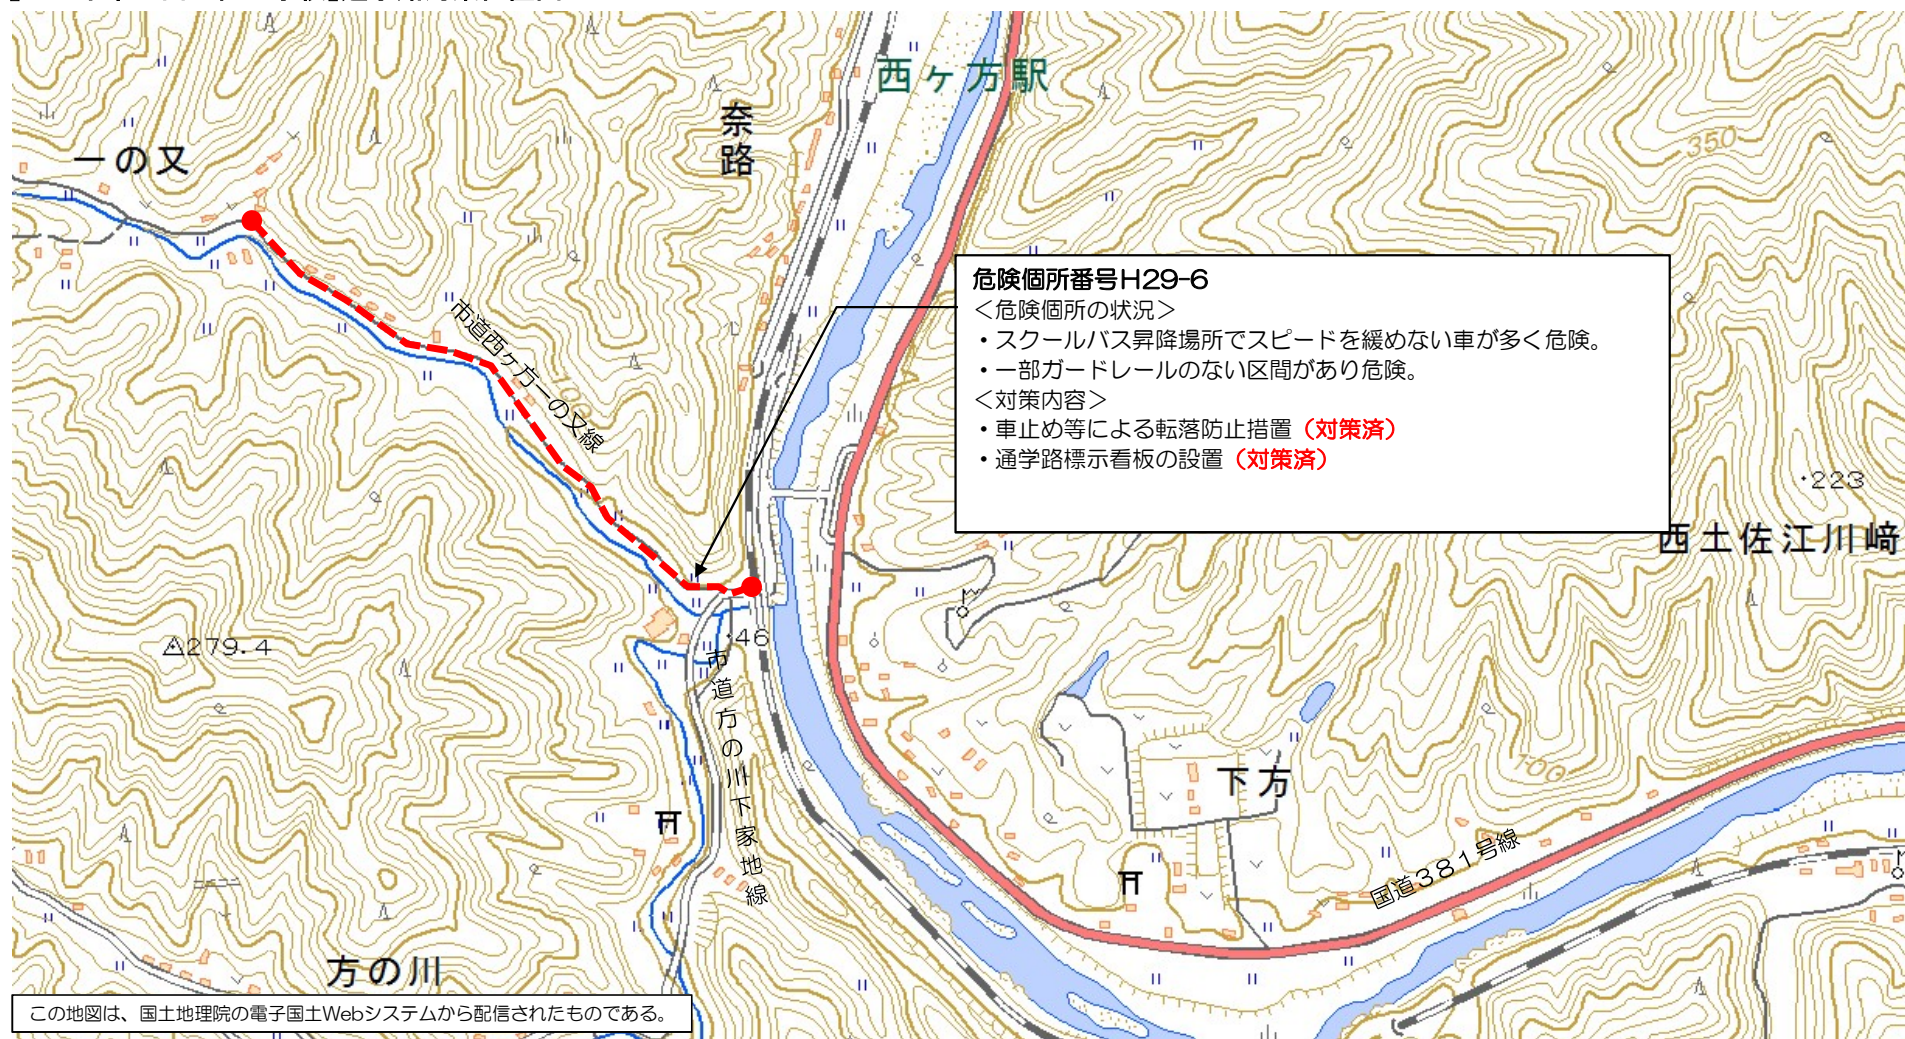 西ヶ方駅
奈路
一の又
350
危険個所番号H29-6
＜危険個所の状況＞
・スクールバス昇降場所でスピードを緩めない車が多く危険。
・一部ガードレールのない区間があり危険。
＜対策内容＞
・車止め等による転落防止措置（対策済）
・通学路標示看板の設置（対策済）
市道西ヶ方一の又線
100
・223
西土佐江川﨑
279.4
・46
市道方の川下家地線
下方
100
国道381号線
方の川
この地図は、国土地理院の電子国土Webシステムから配信されたものである。